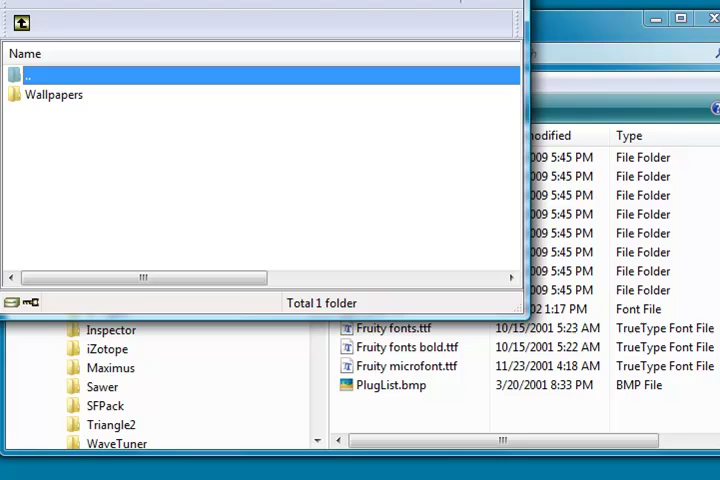 Name
..
Wallpapers
Total 1 folder
odified Type
009 5:45 PM File Folder
009 5:45 PM File Folder
009 5:45 PM File Folder
009 5:45 PM File Folder
009 5:45 PM File Folder
009 5:45 PM File Folder
009 5:45 PM File Folder
009 5:45 PM File Folder
02 1:17 PM Font File
Fruity fonts.ttf 10/15/2001 5:23 AM TrueType Font File
Fruity fonts bold.ttf 10/15/2001 5:22 AM TrueType Font File
Fruity microfont.ttf 11/23/2001 4:18 AM TrueType Font File
PlugList.bmp 3/20/2001 8:33 PM BMP File
Inspector
iZotope
Maximus
Sawer
SFPack
Triangle2
WaveTuner